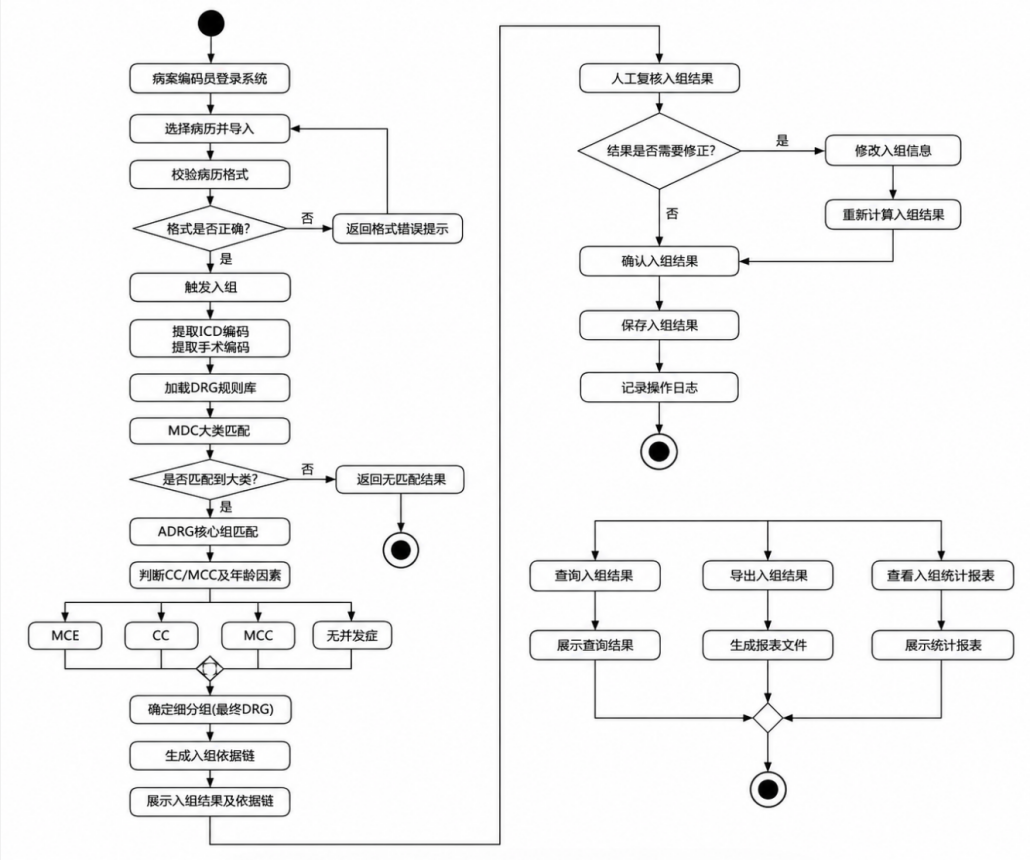 病案编码员登录系统
选择病历并导入
校验病历格式
格式是否正确?
否
返回格式错误提示
是
触发入组
提取ICD编码
提取手术编码
加载DRG规则库
MDC大类匹配
是否匹配到大类?
否
返回无匹配结果
是
ADRG核心组匹配
判断CC/MCC及年龄因素
MCE
CC
MCC
无并发症
确定细分组(最终DRG)
生成入组依据链
展示入组结果及依据链
人工复核入组结果
结果是否需要修正?
是
修改入组信息
重新计算入组结果
否
确认入组结果
保存入组结果
记录操作日志
查询入组结果
导出入组结果
查看入组统计报表
展示查询结果
生成报表文件
展示统计报表